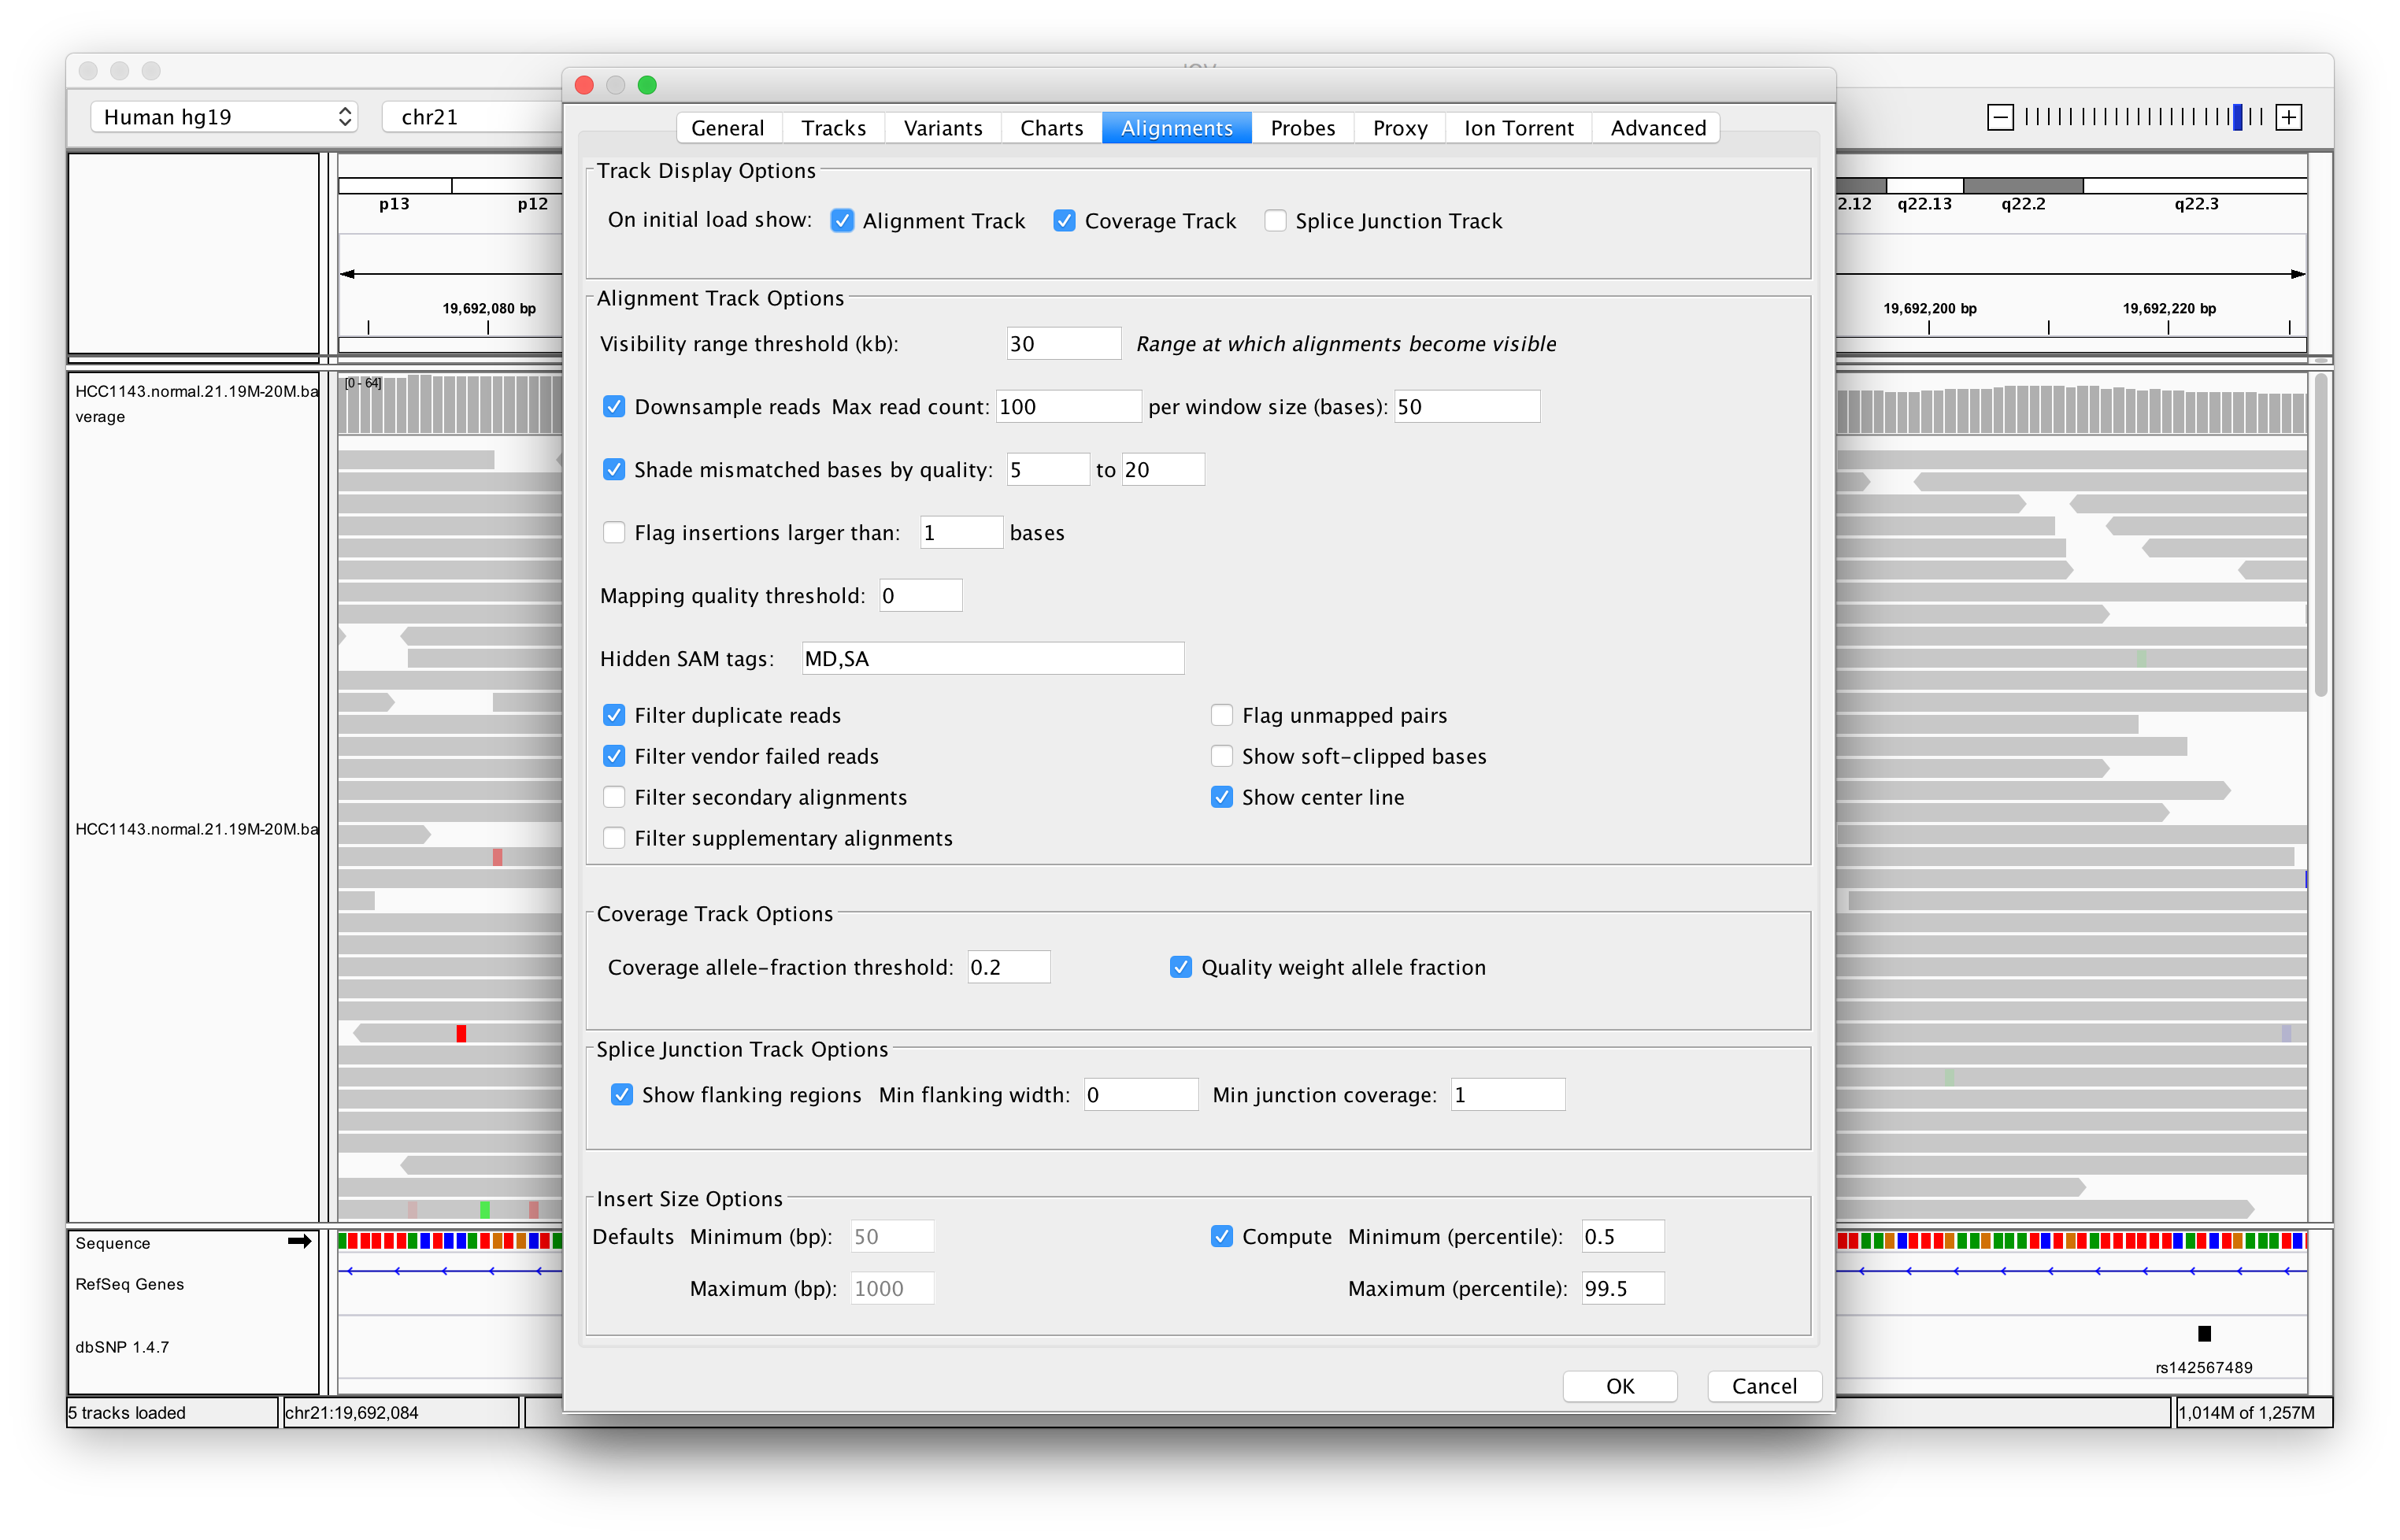 Human hg19
chr21
General Tracks Variants Charts Alignments Probes Proxy Ion Torrent Advanced
p13 p12
2.12 q22.13 q22.2 q22.3
19,692,080 bp
19,692,200 bp 19,692,220 bp
Track Display Options
On initial load show: Alignment Track Coverage Track Splice Junction Track
Alignment Track Options
Visibility range threshold (kb): 30 Range at which alignments become visible
Downsample reads Max read count: 100 per window size (bases): 50
Shade mismatched bases by quality: 5 to 20
Flag insertions larger than: 1 bases
Mapping quality threshold: 0
Hidden SAM tags: MD,SA
Filter duplicate reads Flag unmapped pairs
Filter vendor failed reads Show soft-clipped bases
Filter secondary alignments Show center line
Filter supplementary alignments
Coverage Track Options
Coverage allele-fraction threshold: 0.2 Quality weight allele fraction
Splice Junction Track Options
Show flanking regions Min flanking width: 0 Min junction coverage: 1
Insert Size Options
Defaults Minimum (bp): 50 Compute Minimum (percentile): 0.5
Maximum (bp): 1000 Maximum (percentile): 99.5
OK Cancel
HCC1143.normal.21.19M-20M.ba
verage
[0 - 64]
HCC1143.normal.21.19M-20M.ba
Sequence
RefSeq Genes
dbSNP 1.4.7
rs142567489
5 tracks loaded chr21:19,692,084 1,014M of 1,257M